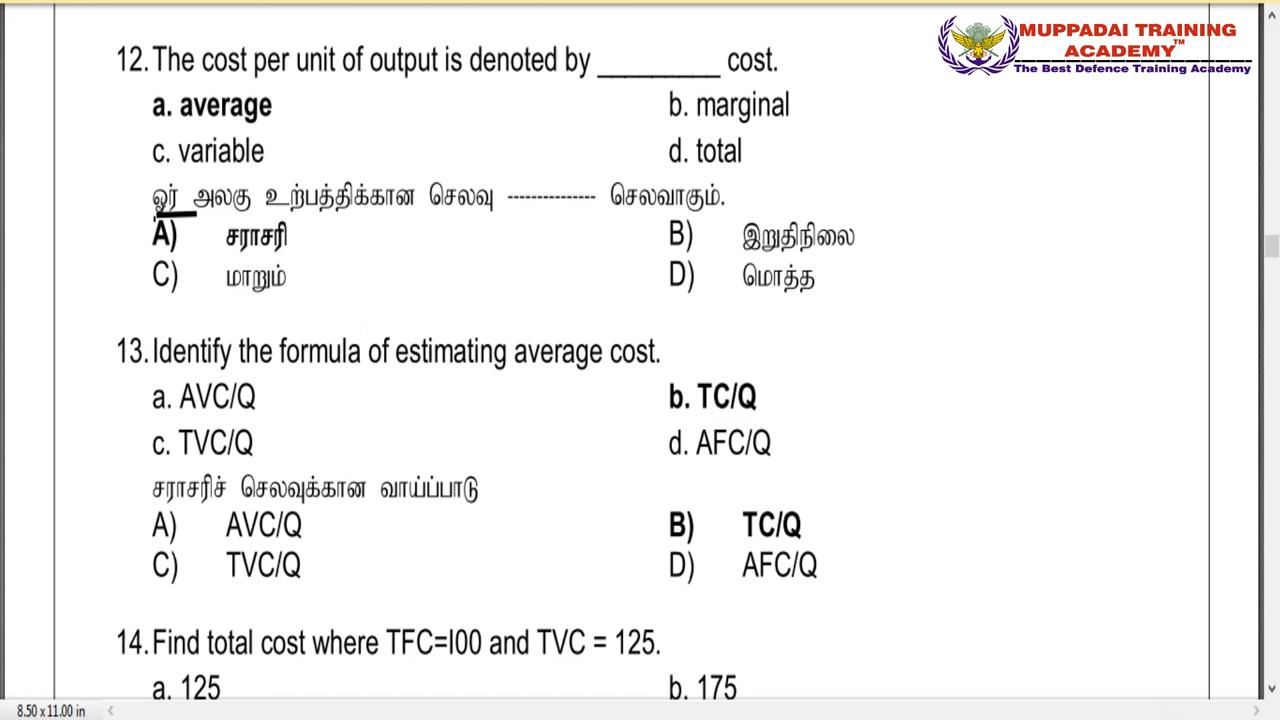 MUPPADAI TRAINING
ACADEMY™
The Best Defence Training Academy
12. The cost per unit of output is denoted by _________ cost.
a. average b. marginal
c. variable d. total
ஓர் அலகு உற்பத்திக்கான செலவு --------------- செலவாகும்.
A) சராசரி B) இறுதிநிலை
C) மாறும் D) மொத்த
13. Identify the formula of estimating average cost.
a. AVC/Q b. TC/Q
c. TVC/Q d. AFC/Q
சராசரிச் செலவுக்கான வாய்ப்பாடு
A) AVC/Q B) TC/Q
C) TVC/Q D) AFC/Q
14. Find total cost where TFC=I00 and TVC = 125.
a. 125 b. 175
8.50 x 11.00 in